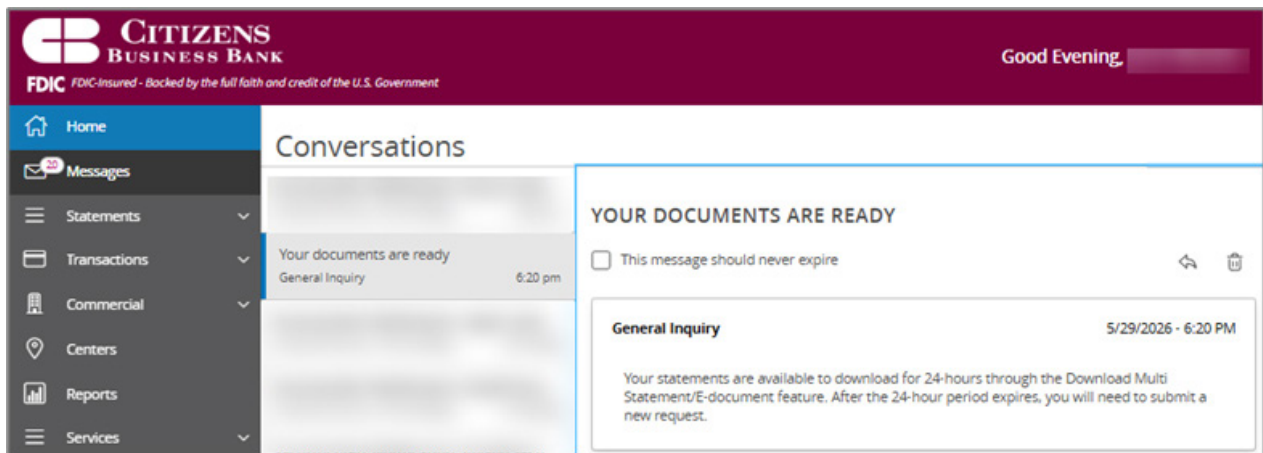 CITIZENS
BUSINESS BANK
FDIC FDIC-Insured - Backed by the full faith and credit of the U.S. Government
Good Evening,
Home
20
Messages
Statements
Transactions
Commercial
Centers
Reports
Services
Conversations
Your documents are ready
General Inquiry 6:20 pm
YOUR DOCUMENTS ARE READY
This message should never expire
General Inquiry 5/29/2026 - 6:20 PM
Your statements are available to download for 24-hours through the Download Multi
Statement/E-document feature. After the 24-hour period expires, you will need to submit a
new request.